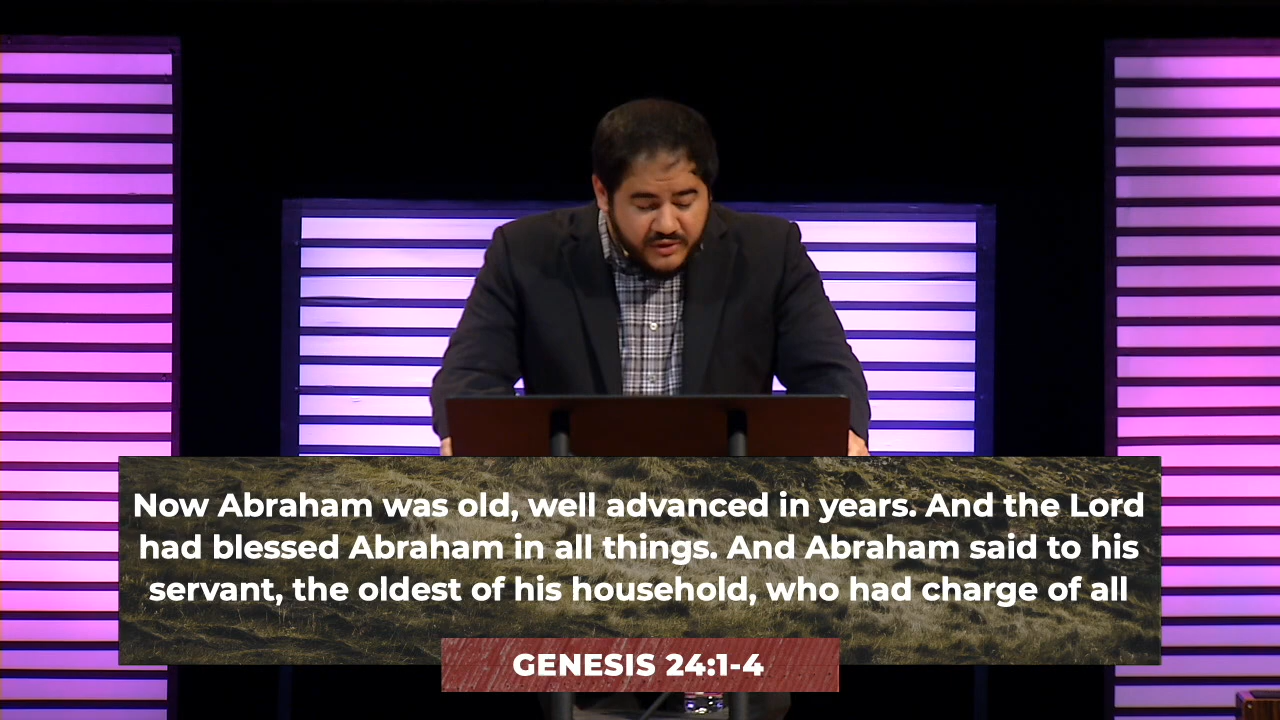 Now Abraham was old, well advanced in years. And the Lord
had blessed Abraham in all things. And Abraham said to his
servant, the oldest of his household, who had charge of all
GENESIS 24:1-4